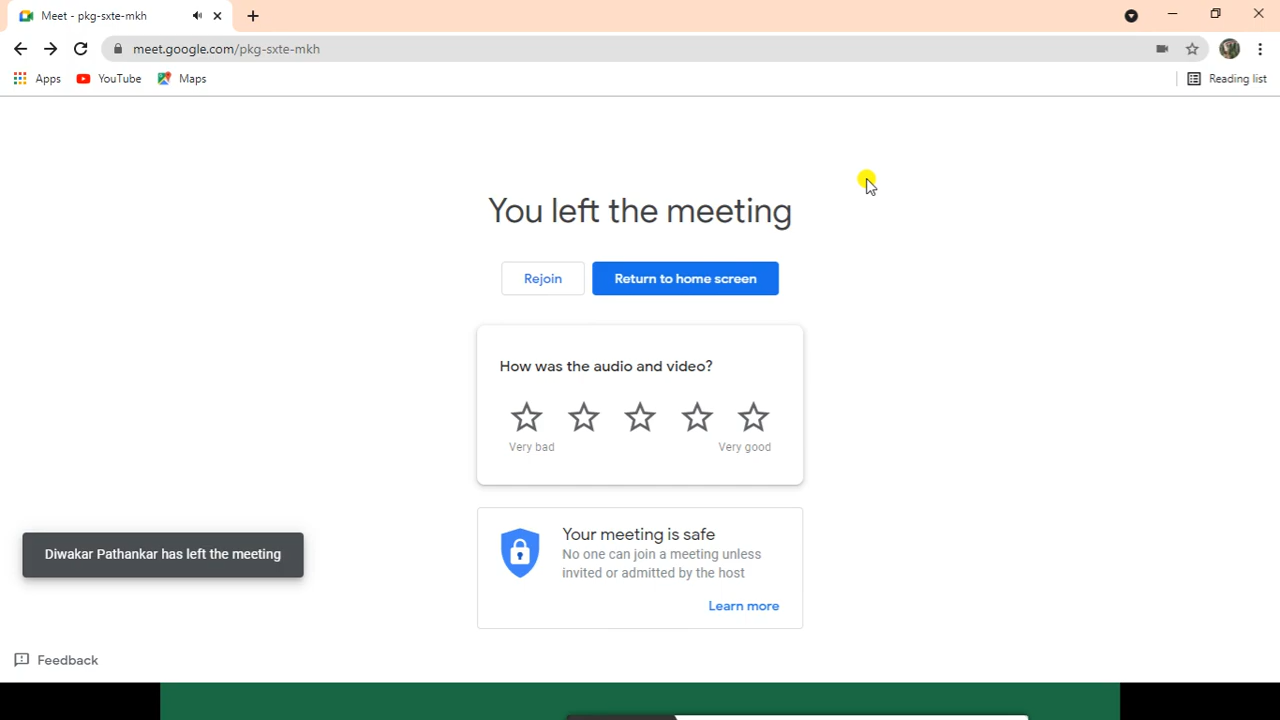 Meet - pkg-sxte-mkh
meet.google.com/pkg-sxte-mkh
Apps YouTube Maps Reading list
You left the meeting
Rejoin Return to home screen
How was the audio and video?
Very bad Very good
Your meeting is safe
No one can join a meeting unless
invited or admitted by the host
Learn more
Diwakar Pathankar has left the meeting
Feedback